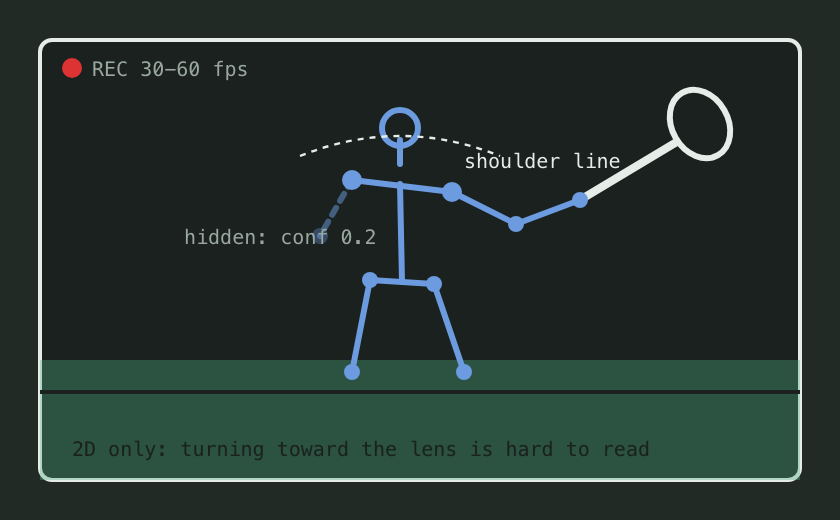 REC 30–60 fps
shoulder line
hidden: conf 0.2
2D only: turning toward the lens is hard to read